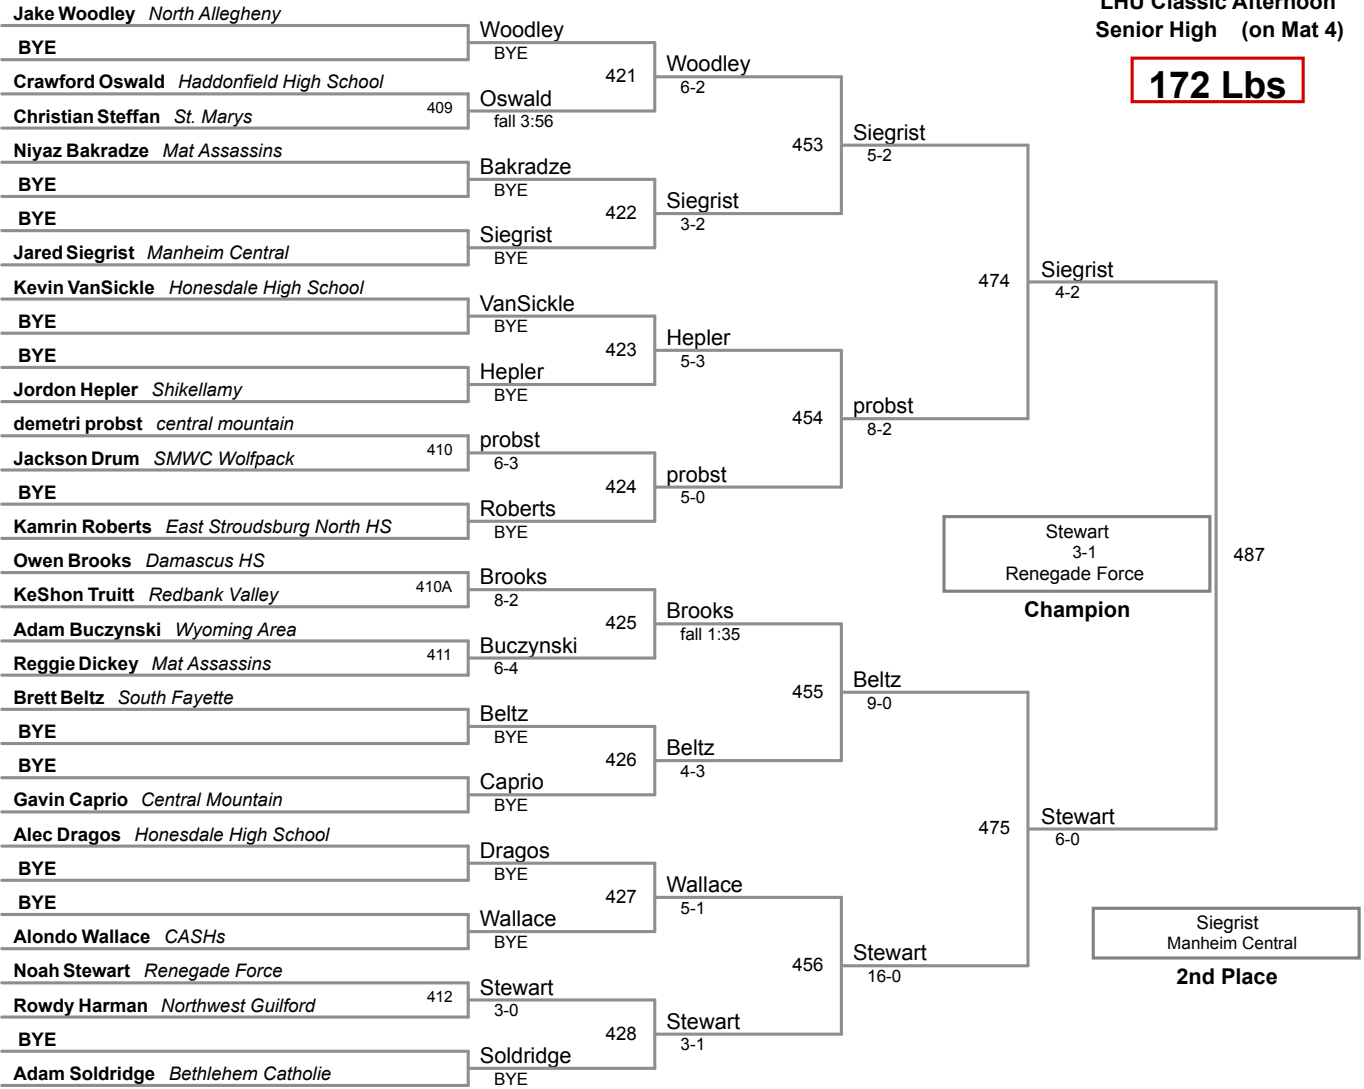 LHU Classic Afternoon
Senior High (on Mat 4)
172 Lbs
Jake Woodley North Allegheny
BYE
Crawford Oswald Haddonfield High School
Christian Steffan St. Marys
Niyaz Bakradze Mat Assassins
BYE
BYE
Jared Siegrist Manheim Central
Kevin VanSickle Honesdale High School
BYE
BYE
Jordon Hepler Shikellamy
demetri probst central mountain
Jackson Drum SMWC Wolfpack
BYE
Kamrin Roberts East Stroudsburg North HS
Owen Brooks Damascus HS
KeShon Truitt Redbank Valley
Adam Buczynski Wyoming Area
Reggie Dickey Mat Assassins
Brett Beltz South Fayette
BYE
BYE
Gavin Caprio Central Mountain
Alec Dragos Honesdale High School
BYE
BYE
Alondo Wallace CASHs
Noah Stewart Renegade Force
Rowdy Harman Northwest Guilford
BYE
Adam Soldridge Bethlehem Catholie
409
410
410A
411
412
Woodley
BYE
Oswald
fall 3:56
Bakradze
BYE
Siegrist
BYE
VanSickle
BYE
Hepler
BYE
probst
6-3
Roberts
BYE
Brooks
8-2
Buczynski
6-4
Beltz
BYE
Caprio
BYE
Dragos
BYE
Wallace
BYE
Stewart
3-0
Soldridge
BYE
421
422
423
424
425
426
427
428
Woodley
6-2
Siegrist
3-2
Hepler
5-3
probst
5-0
Brooks
fall 1:35
Beltz
4-3
Wallace
5-1
Stewart
3-1
453
454
455
456
Siegrist
5-2
probst
8-2
Beltz
9-0
Stewart
16-0
474
475
Siegrist
4-2
Stewart
6-0
487
Stewart
3-1
Renegade Force
Champion
Siegrist
Manheim Central
2nd Place